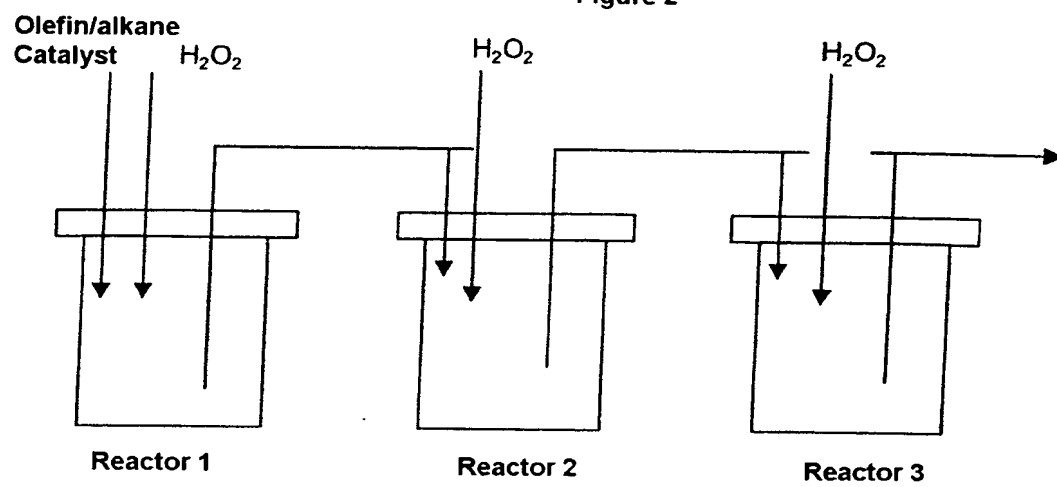 Figure 2
Olefin/alkane
Catalyst H₂O₂
H₂O₂
H₂O₂
Reactor 1
Reactor 2
Reactor 3